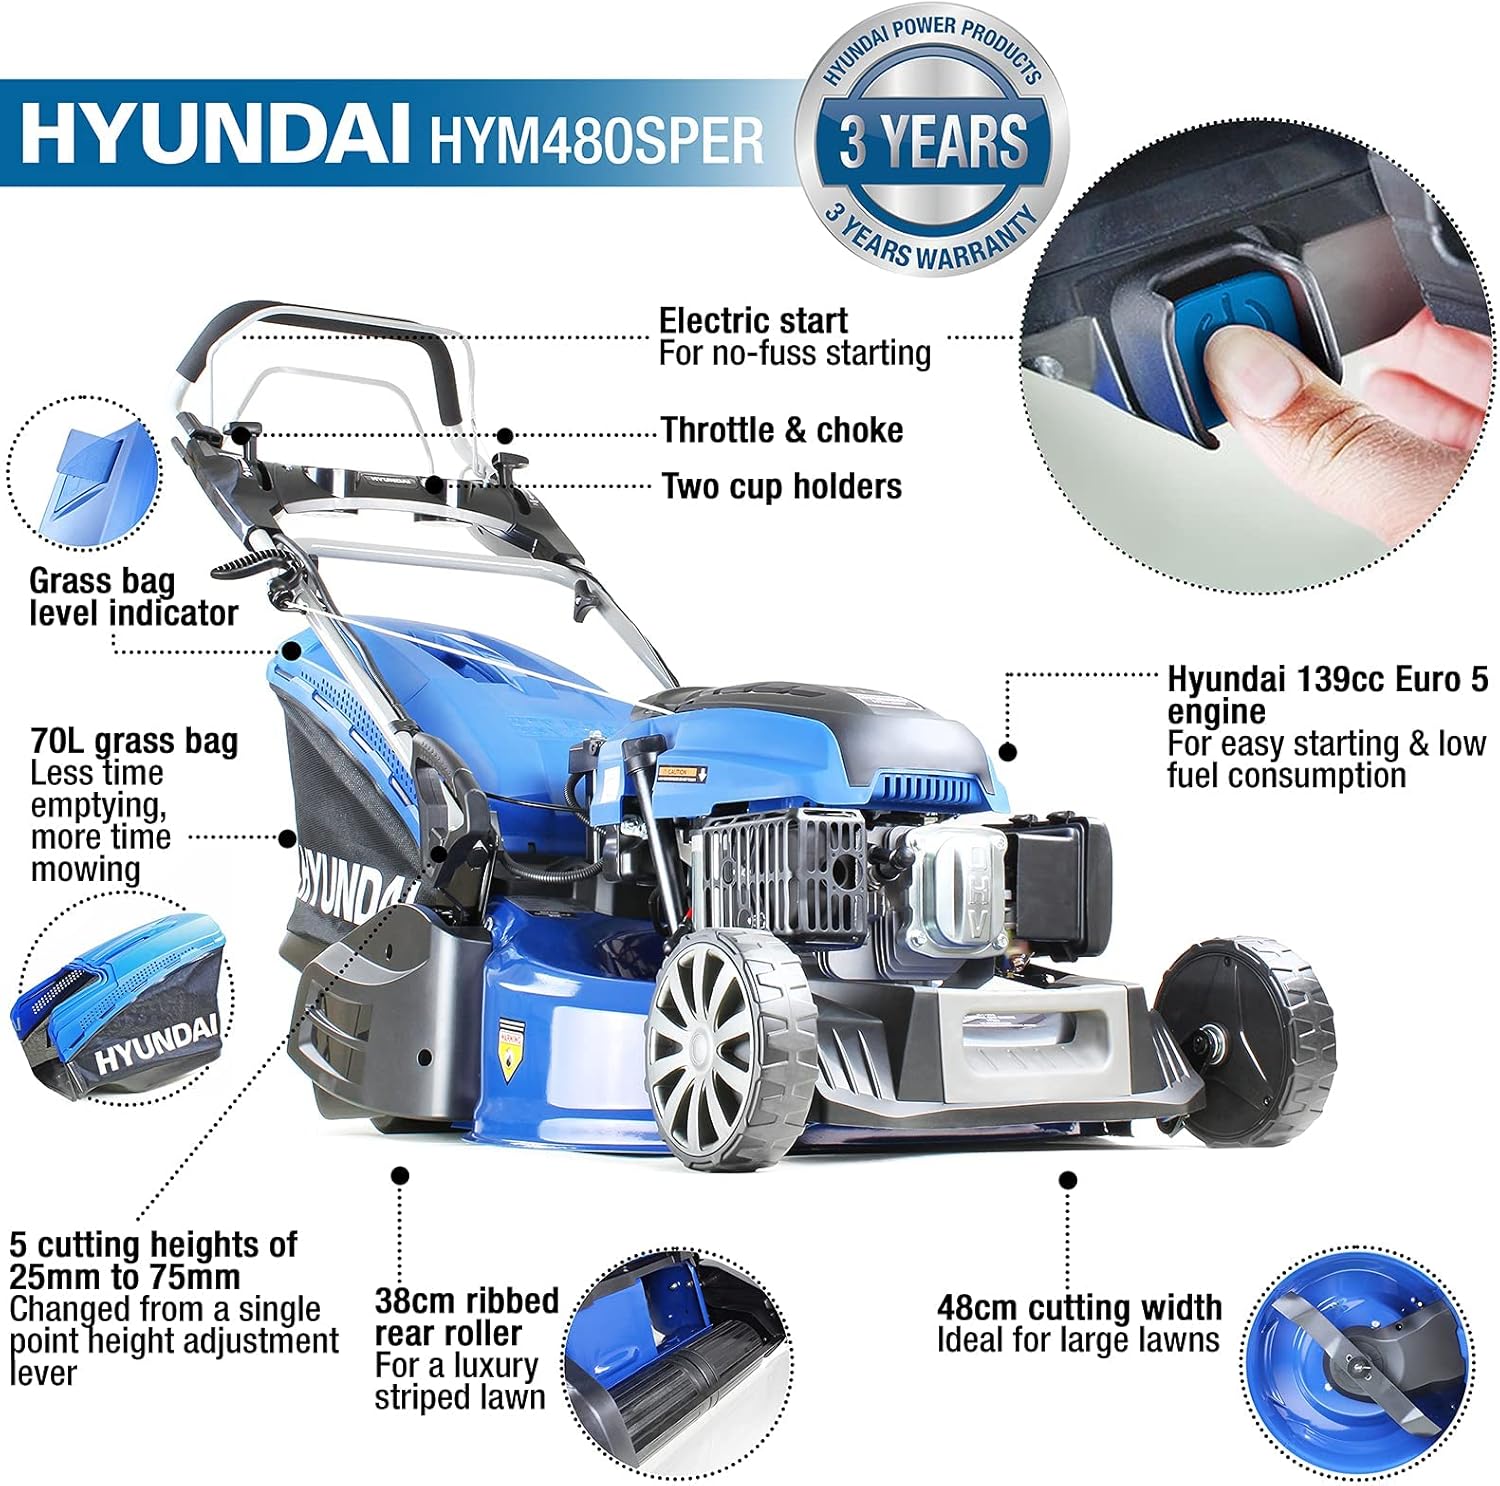 HYUNDAI HYM480SPER
HYUNDAI POWER PRODUCTS
3 YEARS
3 YEARS WARRANTY
Electric start
For no-fuss starting
Throttle & choke
Two cup holders
HYUNDAI
Grass bag
level indicator
70L grass bag
Less time
emptying,
more time
mowing
Hyundai 139cc Euro 5
engine
For easy starting & low
fuel consumption
CAUTION
HYUNDAI
OHV
WARNING
HYUNDAI
5 cutting heights of
25mm to 75mm
Changed from a single
point height adjustment
lever
38cm ribbed
rear roller
For a luxury
striped lawn
48cm cutting width
Ideal for large lawns